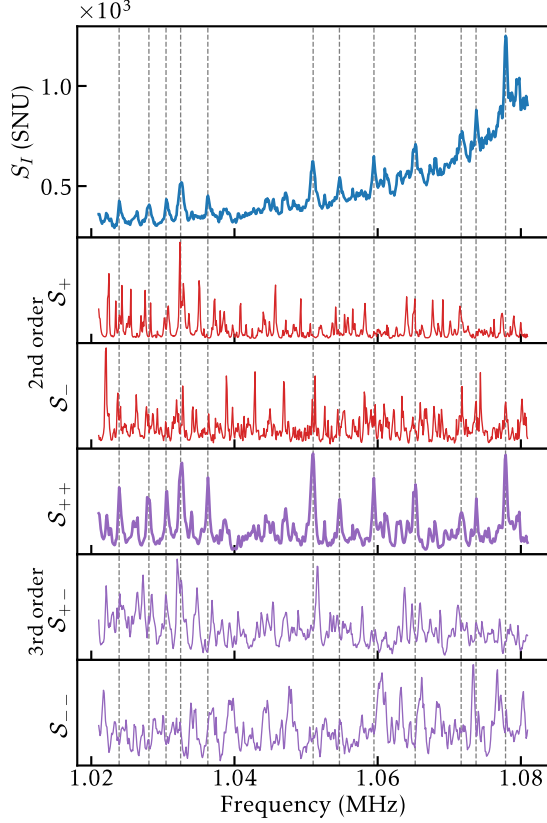 ×10³
1.0
0.5
S_I (SNU)
2nd order
S_+
S_−
3rd order
S_{++}
S_{+−}
S_{−−}
1.02 1.04 1.06 1.08
Frequency (MHz)